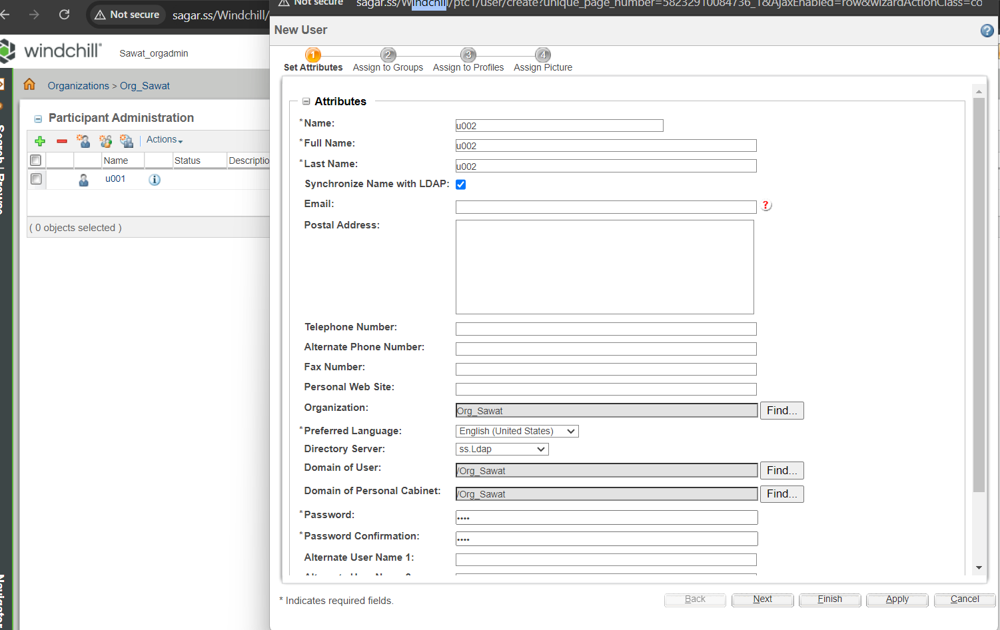 Not secure
sagar.ss/Windchill/
Not secure
sagar.ss/Windchill/ptc1/user/create?unique_page_number=58232910084736_1&AjaxEnabled=row&wizardActionClass=co
windchill®
Sawat_orgadmin
Organizations > Org_Sawat
Participant Administration
Actions
Name
Status
Descriptio
u001
( 0 objects selected )
Search | Browse
Navigator
New User
1
2
3
4
Set Attributes
Assign to Groups
Assign to Profiles
Assign Picture
Attributes
*Name:
u002
*Full Name:
u002
*Last Name:
u002
Synchronize Name with LDAP:
Email:
?
Postal Address:
Telephone Number:
Alternate Phone Number:
Fax Number:
Personal Web Site:
Organization:
Org_Sawat
Find...
*Preferred Language:
English (United States)
Directory Server:
ss.Ldap
Domain of User:
/Org_Sawat
Find...
Domain of Personal Cabinet:
/Org_Sawat
Find...
*Password:
••••
*Password Confirmation:
••••
Alternate User Name 1:
* Indicates required fields.
Back
Next
Finish
Apply
Cancel